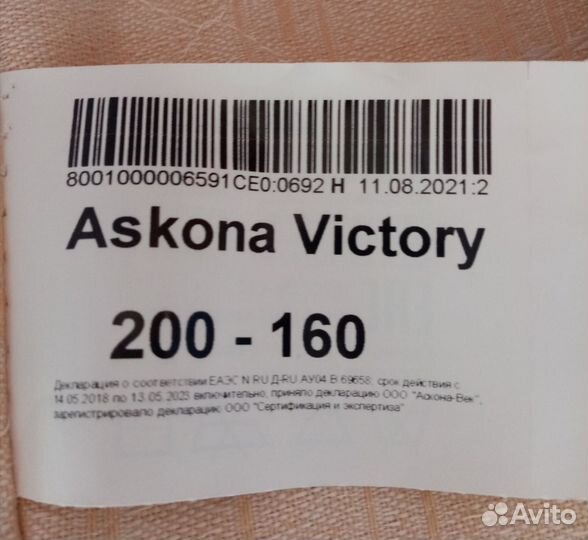 8001000006591CE0:0692 H 11.08.2021:2
Askona Victory
200 - 160
Декларация о соответствии ЕАЭС N RU Д-RU.АУ04.В.69658, срок действия с
14.05.2018 по 13.05.2023 включительно, приняло декларацию ООО "Аскона-Век",
зарегистрировало декларацию ООО "Сертификация и экспертиза"
Avito